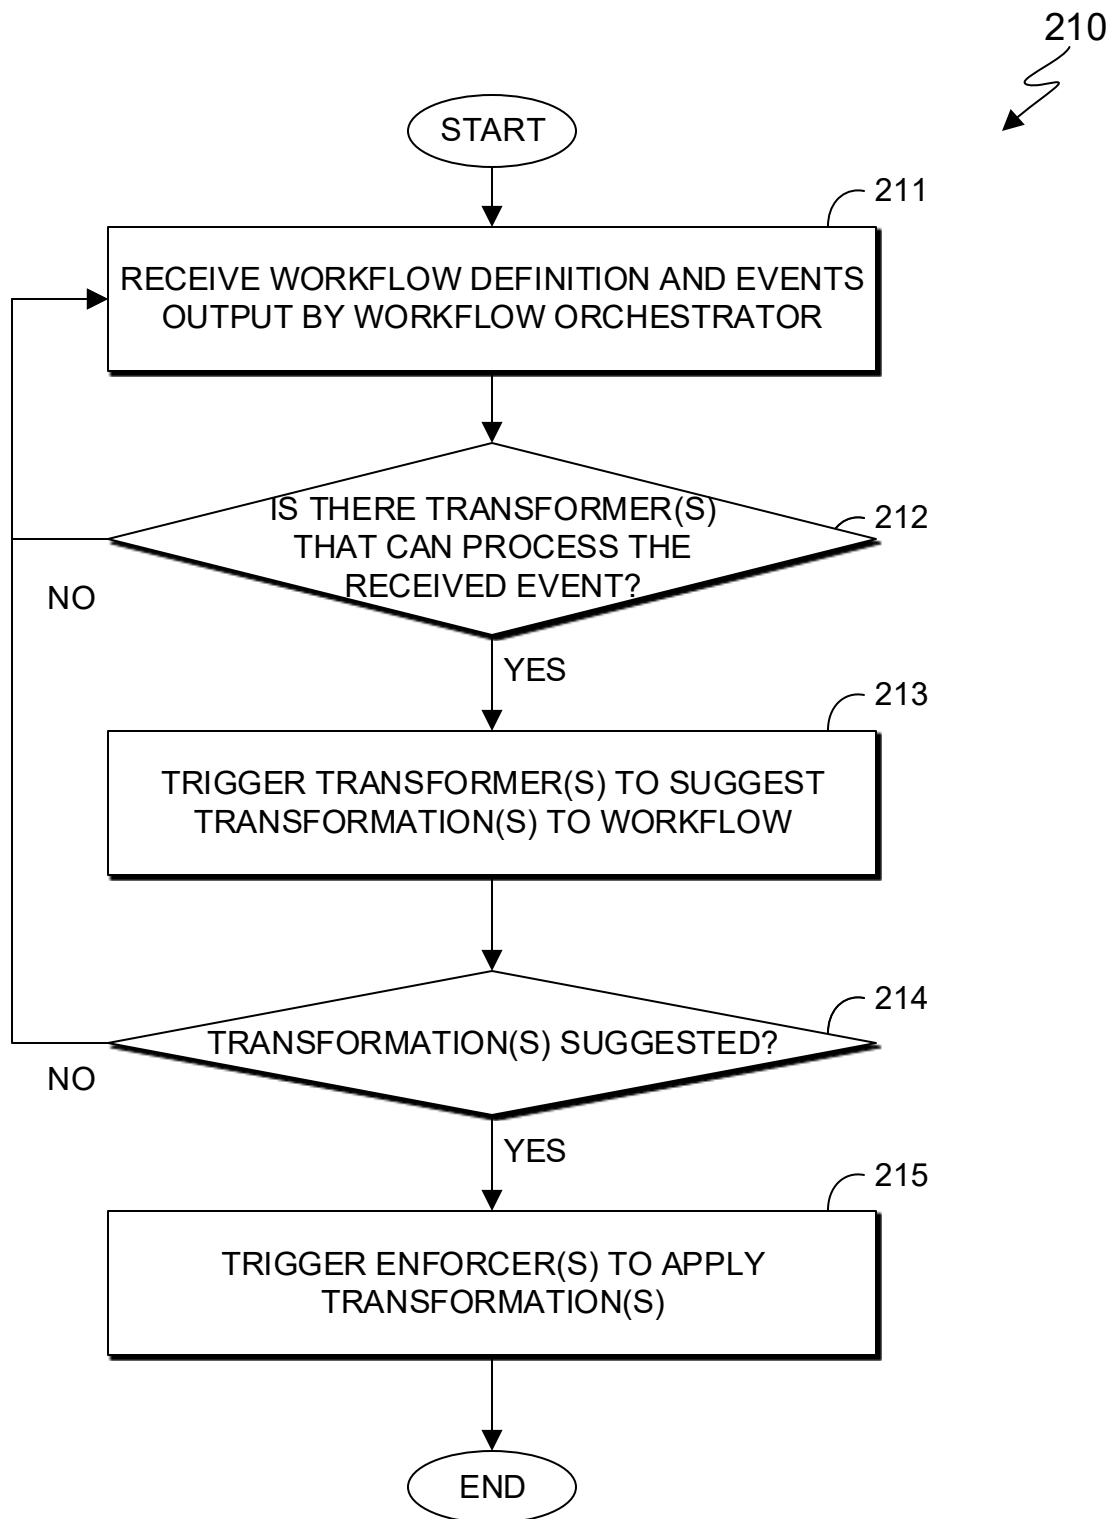 210
START
211
RECEIVE WORKFLOW DEFINITION AND EVENTS
OUTPUT BY WORKFLOW ORCHESTRATOR
IS THERE TRANSFORMER(S)
THAT CAN PROCESS THE
RECEIVED EVENT?
212
NO
YES
213
TRIGGER TRANSFORMER(S) TO SUGGEST
TRANSFORMATION(S) TO WORKFLOW
214
TRANSFORMATION(S) SUGGESTED?
NO
YES
215
TRIGGER ENFORCER(S) TO APPLY
TRANSFORMATION(S)
END